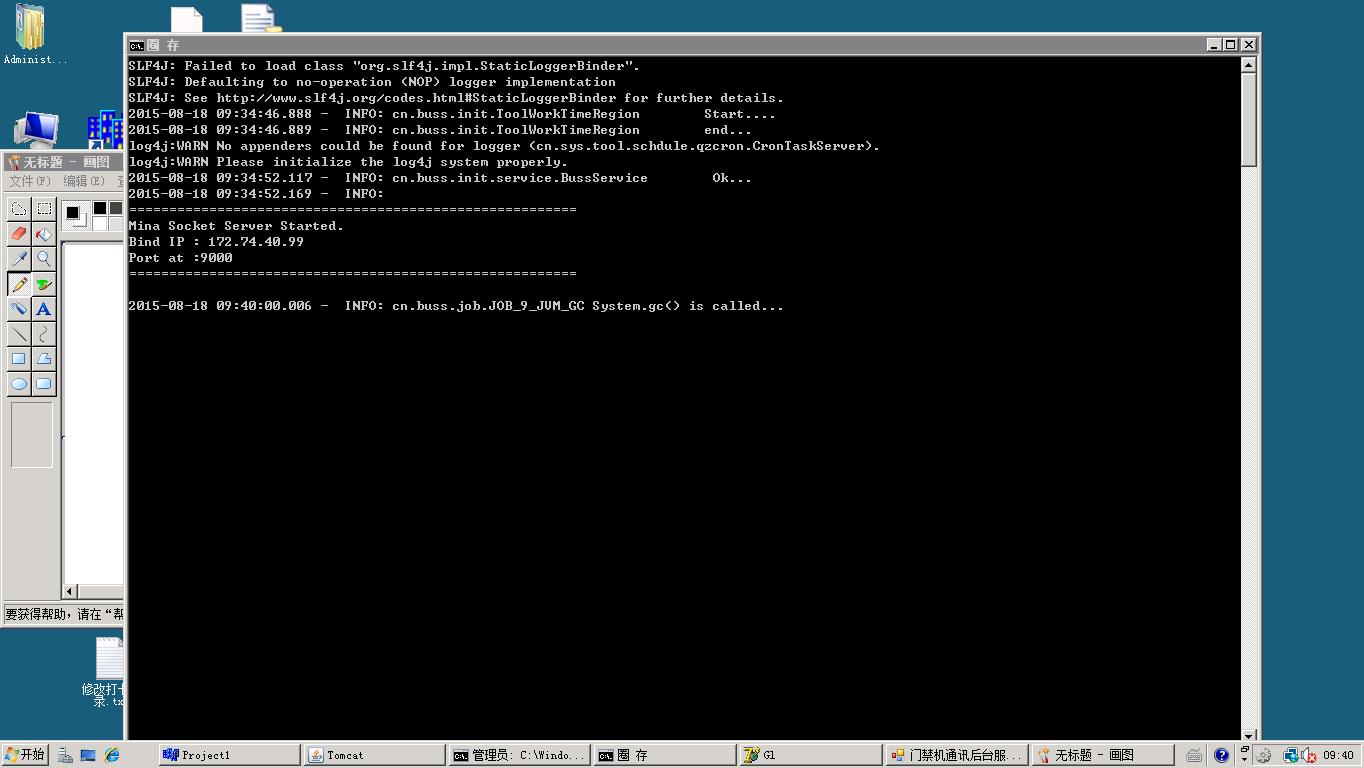 Administ...
圈 存
SLF4J: Failed to load class "org.slf4j.impl.StaticLoggerBinder".
SLF4J: Defaulting to no-operation (NOP) logger implementation
SLF4J: See http://www.slf4j.org/codes.html#StaticLoggerBinder for further details.
2015-08-18 09:34:46.888 - INFO: cn.buss.init.ToolWorkTimeRegion Start....
2015-08-18 09:34:46.889 - INFO: cn.buss.init.ToolWorkTimeRegion end...
log4j:WARN No appenders could be found for logger (cn.sys.tool.schdule.qzcron.CronTaskServer).
log4j:WARN Please initialize the log4j system properly.
2015-08-18 09:34:52.117 - INFO: cn.buss.init.service.BussService Ok...
2015-08-18 09:34:52.169 - INFO:
========================================================
Mina Socket Server Started.
Bind IP : 172.74.40.99
Port at :9000
========================================================
2015-08-18 09:40:00.006 - INFO: cn.buss.job.JOB_9_JVM_GC System.gc() is called...
无标题 - 画图
文件(F) 编辑(E)
A
要获得帮助，请在“帮
修改打卡
录.tx
开始
Project1
Tomcat
管理员: C:\Windo...
圈 存
G1
门禁机通讯后台服...
无标题 - 画图
09:40